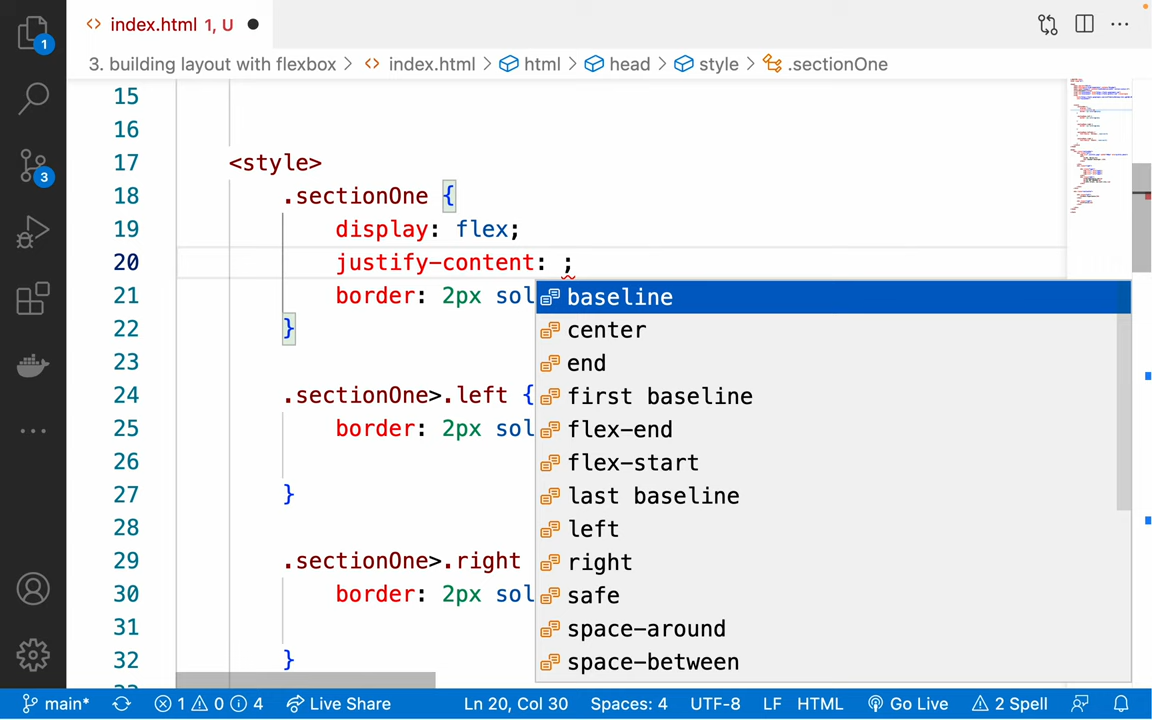 index.html 1, U
3. building layout with flexbox > index.html > html > head > style > .sectionOne
1
3
15
16
17 <style>
18 .sectionOne {
19 display: flex;
20 justify-content: ;
21 border: 2px sol
22 }
23
24 .sectionOne>.left {
25 border: 2px sol
26
27 }
28
29 .sectionOne>.right
30 border: 2px sol
31
32 }
baseline
center
end
first baseline
flex-end
flex-start
last baseline
left
right
safe
space-around
space-between
main* 1 0 4 Live Share Ln 20, Col 30 Spaces: 4 UTF-8 LF HTML Go Live 2 Spell